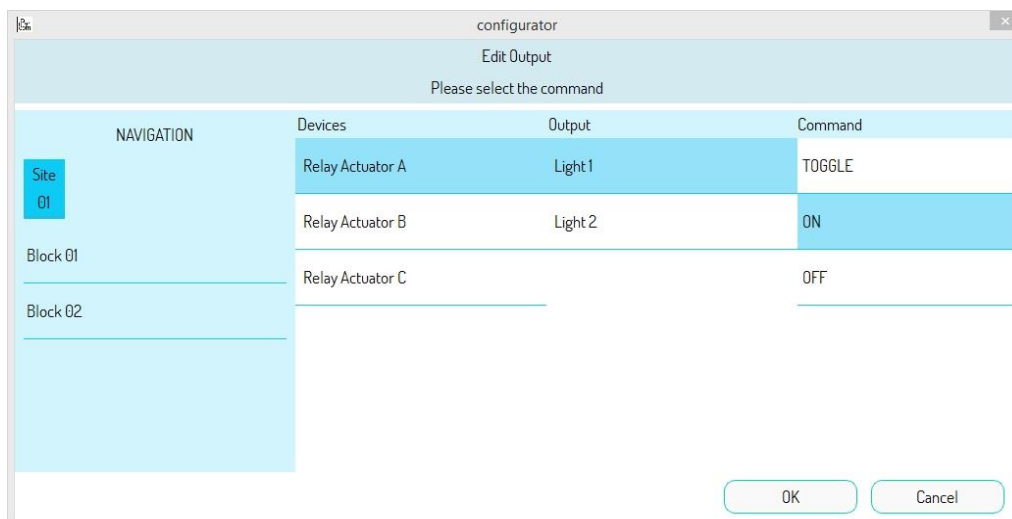 configurator
Edit Output
Please select the command
NAVIGATION
Site
01
Block 01
Block 02
Devices Output Command
Relay Actuator A Light 1 TOGGLE
Relay Actuator B Light 2 ON
Relay Actuator C OFF
OK Cancel